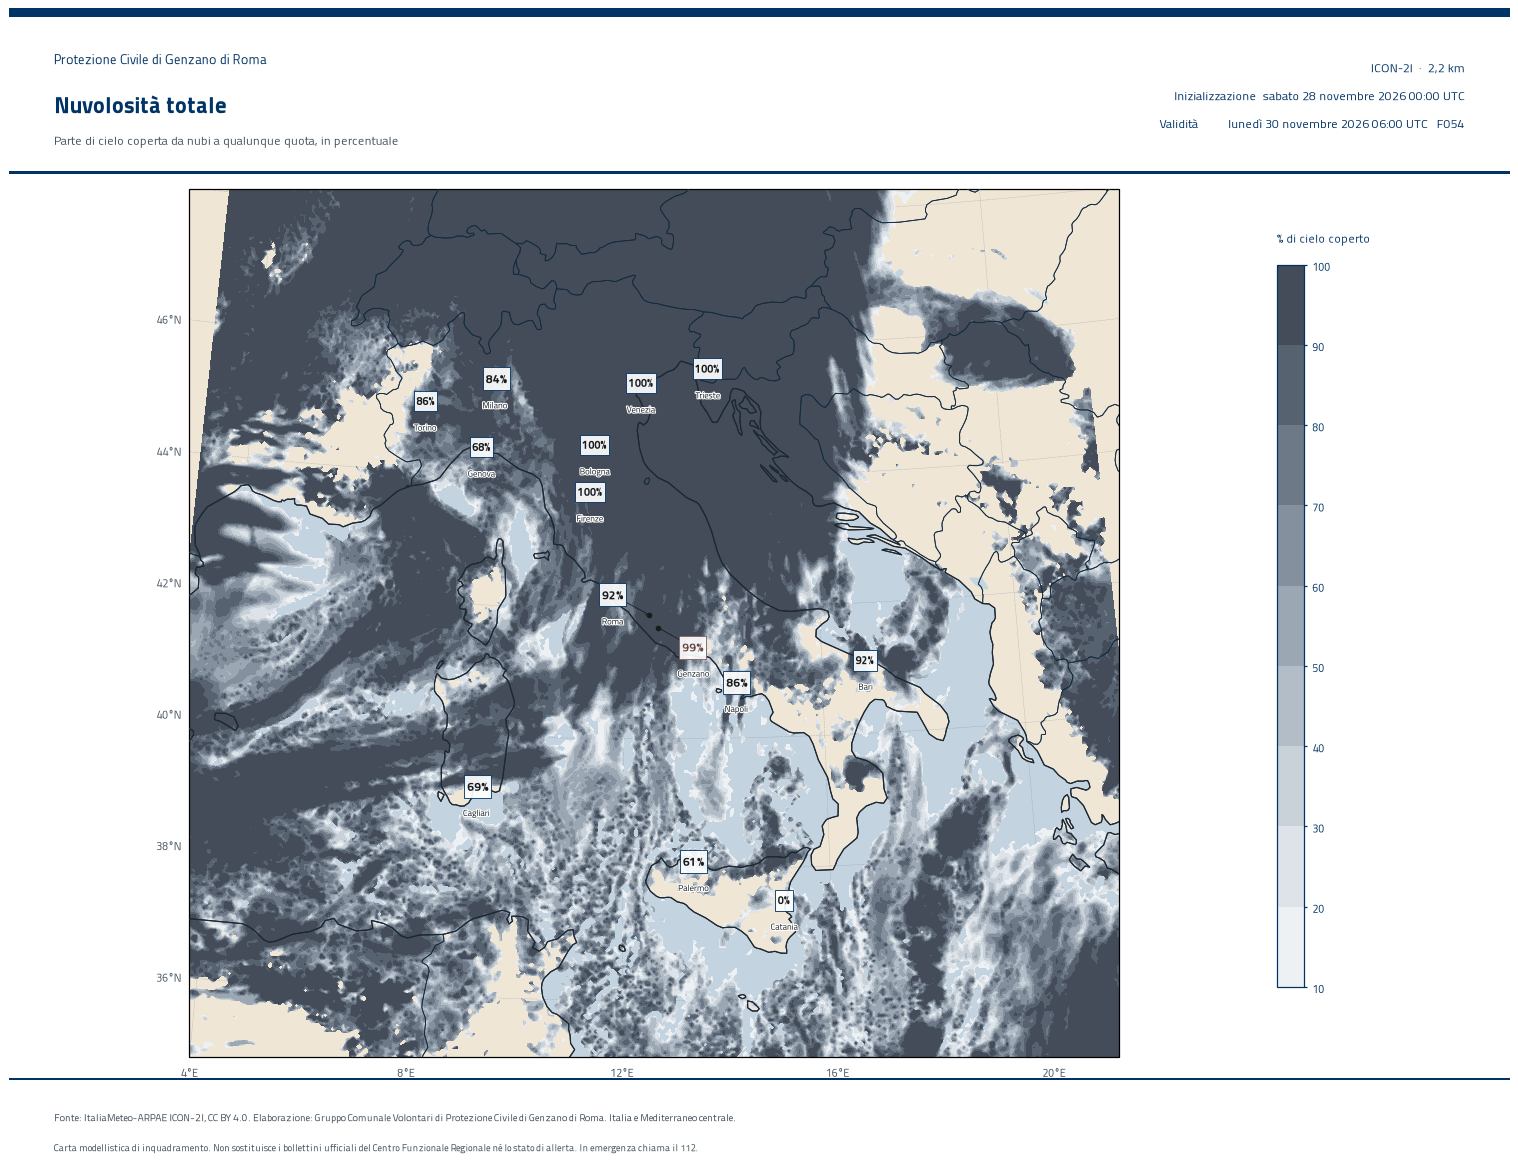 Protezione Civile di Genzano di Roma
Nuvolosità totale
Parte di cielo coperta da nubi a qualunque quota, in percentuale
ICON-2I · 2,2 km
Inizializzazione sabato 28 novembre 2026 00:00 UTC
Validità lunedì 30 novembre 2026 06:00 UTC F054
% di cielo coperto
100
90
80
70
60
50
40
30
20
10
46°N
44°N
42°N
40°N
38°N
36°N
4°E
8°E
12°E
16°E
20°E
100%
Trieste
84%
Milano
100%
Venezia
86%
Torino
68%
Genova
100%
Bologna
100%
Firenze
92%
Roma
99%
Genzano
92%
Bari
86%
Napoli
69%
Cagliari
61%
Palermo
0%
Catania
Fonte: ItaliaMeteo-ARPAE ICON-2I, CC BY 4.0. Elaborazione: Gruppo Comunale Volontari di Protezione Civile di Genzano di Roma. Italia e Mediterraneo centrale.
Carta modellistica di inquadramento. Non sostituisce i bollettini ufficiali del Centro Funzionale Regionale né lo stato di allerta. In emergenza chiama il 112.